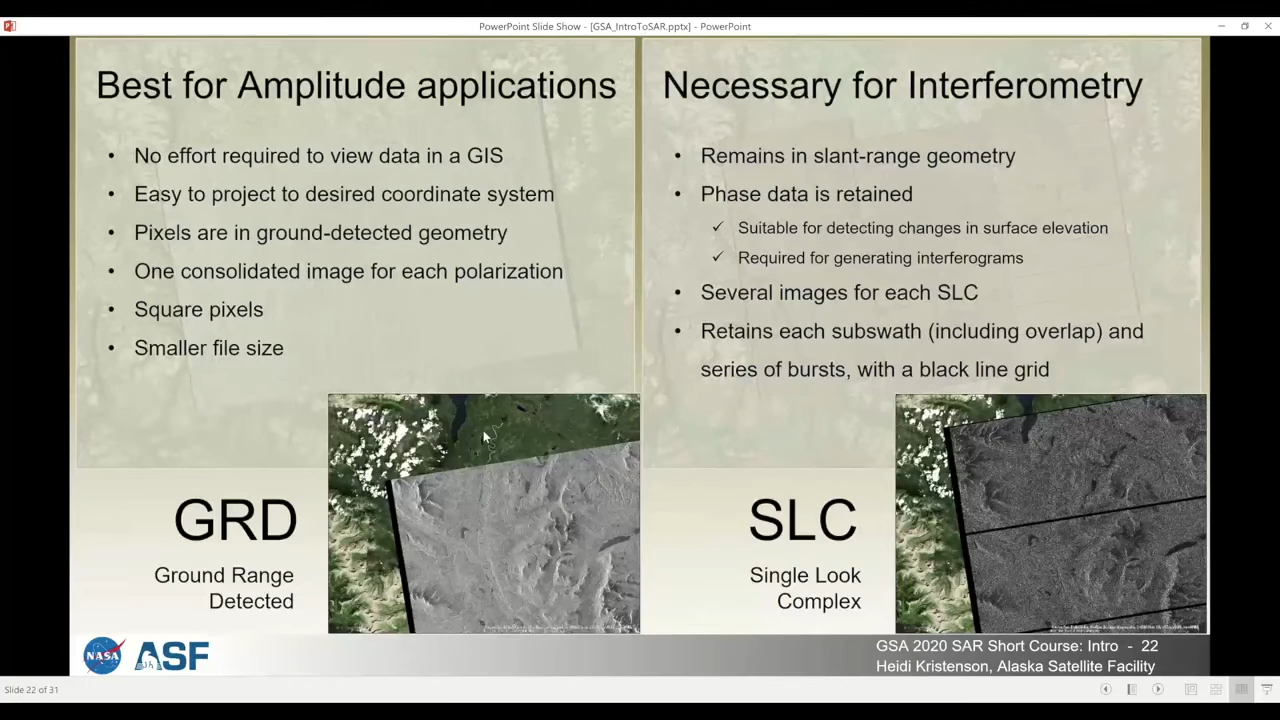 PowerPoint Slide Show - [GSA_IntroToSAR.pptx] - PowerPoint
Best for Amplitude applications
• No effort required to view data in a GIS
• Easy to project to desired coordinate system
• Pixels are in ground-detected geometry
• One consolidated image for each polarization
• Square pixels
• Smaller file size
GRD
Ground Range
Detected
Necessary for Interferometry
• Remains in slant-range geometry
• Phase data is retained
✓ Suitable for detecting changes in surface elevation
✓ Required for generating interferograms
• Several images for each SLC
• Retains each subswath (including overlap) and
series of bursts, with a black line grid
SLC
Single Look
Complex
NASA
ASF
GSA 2020 SAR Short Course: Intro - 22
Heidi Kristenson, Alaska Satellite Facility
Slide 22 of 31